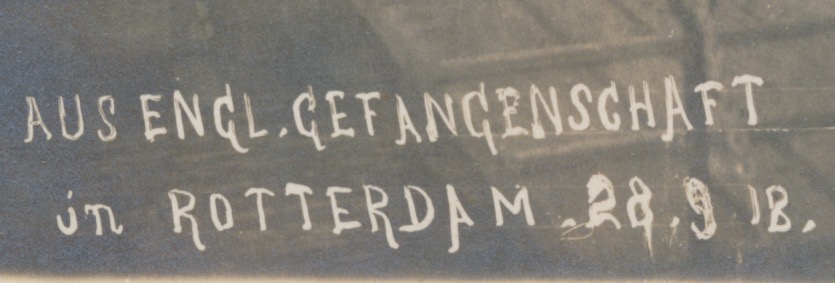 AUS ENGL. GEFANGENSCHAFT
in ROTTERDAM. 28.9 18.